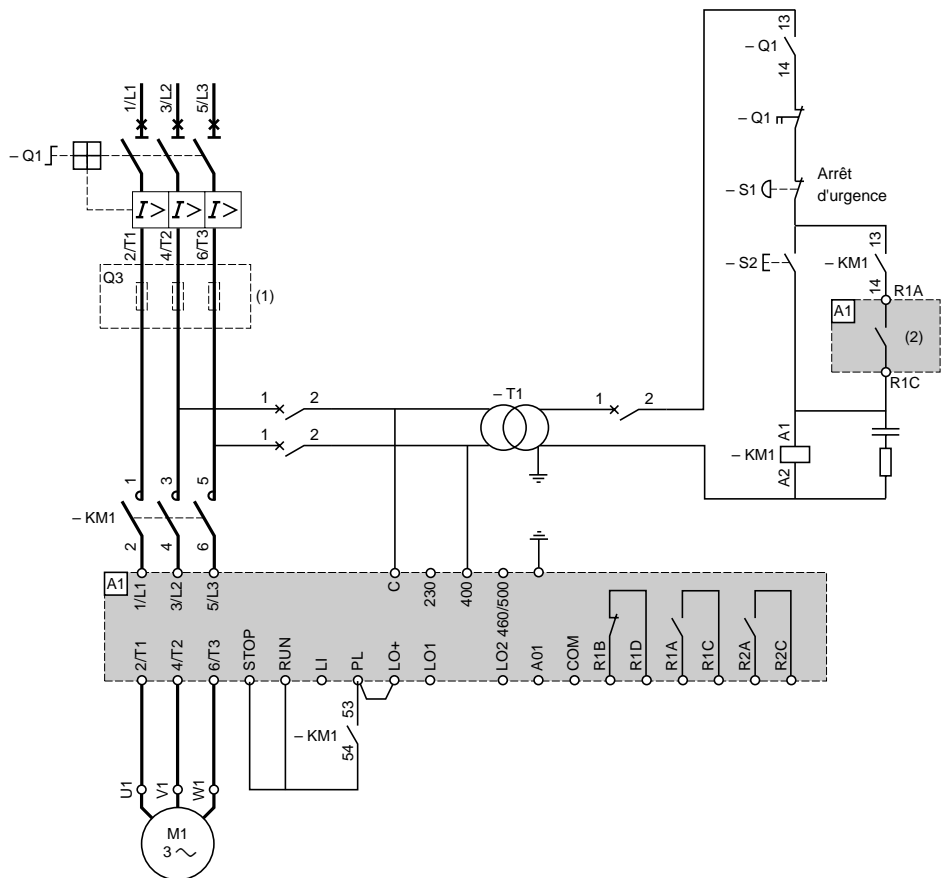 13
– Q1
14
1/L1
3/L2
5/L3
– Q1
– Q1
I > I > I >
– S1
Arrêt
d'urgence
2/T1
4/T2
6/T3
– S2
13
– KM1
14
Q3
(1)
R1A
A1
(2)
R1C
– T1
1 2
1 2
1 2
A1
– KM1
A2
1 3 5
– KM1
2 4 6
A1
1/L1
3/L2
5/L3
C
230
400
LO2 460/500
2/T1
4/T2
6/T3
STOP
RUN
LI
PL
LO+
LO1
A01
COM
R1B
R1D
R1A
R1C
R2A
R2C
53
– KM1
54
U1
V1
W1
M1
3